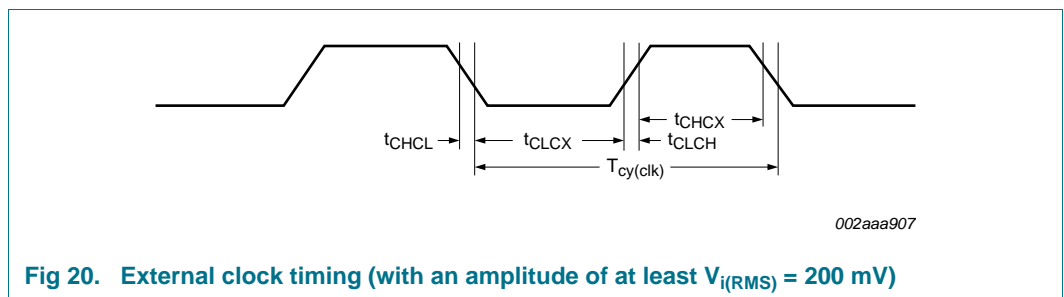 tCHCX
tCHCL tCLCX tCLCH
Tcy(clk)
002aaa907
Fig 20. External clock timing (with an amplitude of at least Vi(RMS) = 200 mV)